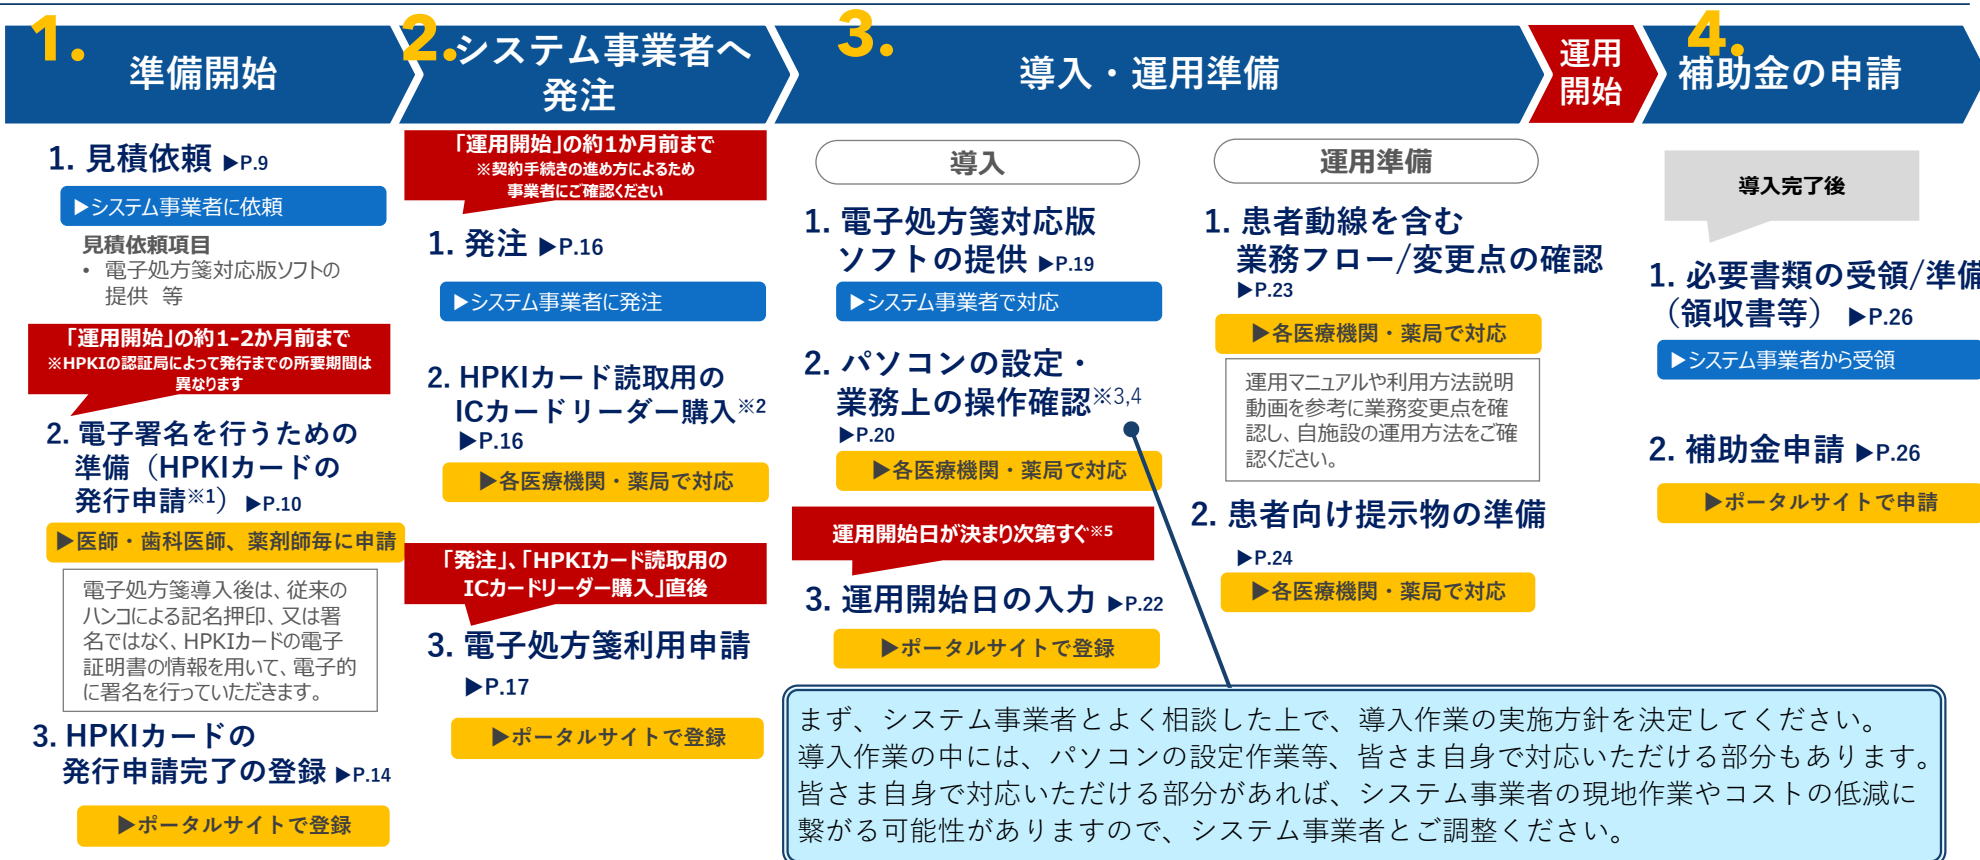 1.
準備開始
2.
システム事業者へ
発注
3.
導入・運用準備
運用
開始
4.
補助金の申請
1. 見積依頼 ▶P.9
▶システム事業者に依頼
見積依頼項目
• 電子処方箋対応版ソフトの
提供 等
「運用開始」の約1-2か月前まで
※HPKIの認証局によって発行までの所要期間は
異なります
2. 電子署名を行うための
準備（HPKIカードの
発行申請※1） ▶P.10
▶医師・歯科医師、薬剤師毎に申請
電子処方箋導入後は、従来の
ハンコによる記名押印、又は署
名ではなく、HPKIカードの電子
証明書の情報を用いて、電子的
に署名を行っていただきます。
3. HPKIカードの
発行申請完了の登録 ▶P.14
▶ポータルサイトで登録
「運用開始」の約1か月前まで
※契約手続きの進め方によるため
事業者にご確認ください
1. 発注 ▶P.16
▶システム事業者に発注
2. HPKIカード読取用の
ICカードリーダー購入※2
▶P.16
▶各医療機関・薬局で対応
「発注」、「HPKIカード読取用の
ICカードリーダー購入」直後
3. 電子処方箋利用申請
▶P.17
▶ポータルサイトで登録
導入
1. 電子処方箋対応版
ソフトの提供 ▶P.19
▶システム事業者で対応
2. パソコンの設定・
業務上の操作確認※3,4
▶P.20
▶各医療機関・薬局で対応
運用開始日が決まり次第すぐ※5
3. 運用開始日の入力 ▶P.22
▶ポータルサイトで登録
運用準備
1. 患者動線を含む
業務フロー/変更点の確認
▶P.23
▶各医療機関・薬局で対応
運用マニュアルや利用方法説明
動画を参考に業務変更点を確
認し、自施設の運用方法をご確
認ください。
2. 患者向け提示物の準備
▶P.24
▶各医療機関・薬局で対応
導入完了後
1. 必要書類の受領/準備
（領収書等） ▶P.26
▶システム事業者から受領
2. 補助金申請 ▶P.26
▶ポータルサイトで申請
まず、システム事業者とよく相談した上で、導入作業の実施方針を決定してください。
導入作業の中には、パソコンの設定作業等、皆さま自身で対応いただける部分もあります。
皆さま自身で対応いただける部分があれば、システム事業者の現地作業やコストの低減に
繋がる可能性がありますので、システム事業者とご調整ください。